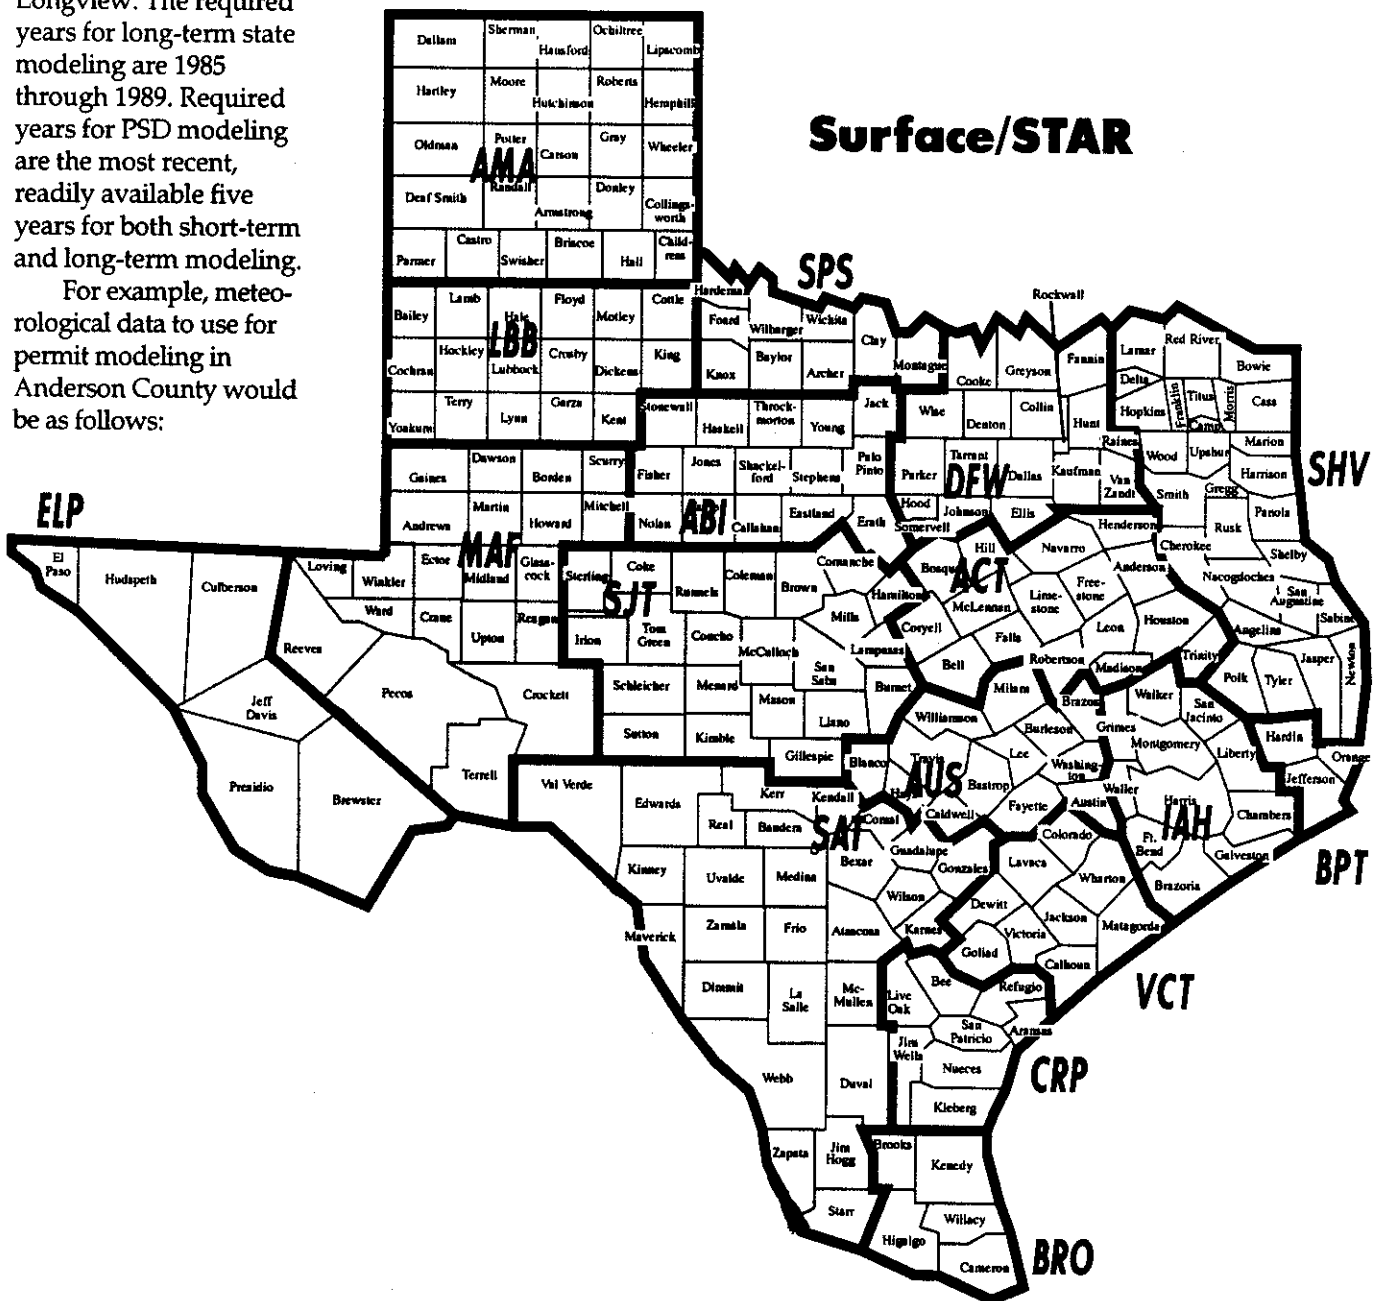 Longview. The required
years for long-term state
modeling are 1985
through 1989. Required
years for PSD modeling
are the most recent,
readily available five
years for both short-term
and long-term modeling.
For example, meteo-
rological data to use for
permit modeling in
Anderson County would
be as follows:
Surface/STAR
Dallam
Sherman
Hansford
Ochiltree
Lipscomb
Hartley
Moore
Hutchinson
Roberts
Hemphill
Oldman
Potter
Carson
Gray
Wheeler
AMA
Deaf Smith
Randall
Armstrong
Donley
Collings-
worth
Parmer
Castro
Swisher
Briscoe
Hall
Child-
ress
SPS
Bailey
Lamb
Hale
Floyd
Motley
Cottle
Hardeman
Foard
Wilbarger
Wichita
Clay
Montague
Rockwall
LBB
Cochran
Hockley
Lubbock
Crosby
Dickens
King
Knox
Baylor
Archer
Cooke
Greyson
Fannin
Lamar
Red River
Bowie
Yoakum
Terry
Lynn
Garza
Kent
Stonewall
Haskell
Throck-
morton
Young
Jack
Wise
Denton
Collin
Hunt
Delta
Hopkins
Franklin
Titus
Camp
Morris
Cass
Gaines
Dawson
Borden
Scurry
Fisher
Jones
Shackel-
ford
Stephens
Palo
Pinto
Parker
Tarrant
Dallas
Kaufman
Raines
Van
Zandt
Wood
Upshur
Marion
Harrison
DFW
SHV
ELP
Andrews
Martin
Howard
Mitchell
Nolan
ABI
Callahan
Eastland
Erath
Hood
Somervell
Johnson
Ellis
Henderson
Smith
Gregg
Rusk
Panola
El
Paso
Hudspeth
Culberson
Loving
Winkler
Ector
MAF
Midland
Glass-
cock
Sterling
Coke
SJT
Runnels
Coleman
Brown
Comanche
Hamilton
Bosque
Hill
ACT
Navarro
Anderson
Cherokee
Shelby
Nacogdoches
San
Augustine
Sabine
Ward
Crane
Upton
Reagan
Irion
Tom
Green
Concho
McCulloch
Mills
Lampasas
Coryell
McLennan
Lime-
stone
Free-
stone
Leon
Houston
Angelina
Reeves
Falls
San
Saba
Bell
Robertson
Madison
Trinity
Polk
Tyler
Jasper
Newton
Jeff
Davis
Pecos
Crockett
Schleicher
Menard
Mason
Llano
Burnet
Milam
Brazos
Walker
San
Jacinto
Williamson
Burleson
Grimes
Montgomery
Liberty
Hardin
Orange
Presidio
Brewster
Terrell
Sutton
Kimble
Gillespie
Blanco
Travis
Lee
Washing-
ton
Waller
Jefferson
Val Verde
Edwards
Kerr
Kendall
Hays
AUS
Bastrop
Fayette
Austin
Harris
Chambers
Real
Bandera
SAT
Comal
Caldwell
Colorado
Ft.
Bend
IAH
Galveston
BPT
Kinney
Uvalde
Medina
Bexar
Guadalupe
Gonzales
Lavaca
Wharton
Brazoria
Wilson
Dewitt
Jackson
Matagorda
Maverick
Frio
Atascosa
Karnes
Victoria
Goliad
Calhoun
Dimmit
La
Salle
Mc-
Mullen
Live
Oak
Bee
Refugio
VCT
San
Patricio
Aransas
Jim
Wells
Nueces
CRP
Webb
Duval
Kleberg
Zapata
Jim
Hogg
Brooks
Kenedy
Starr
Willacy
Higalgo
Cameron
BRO